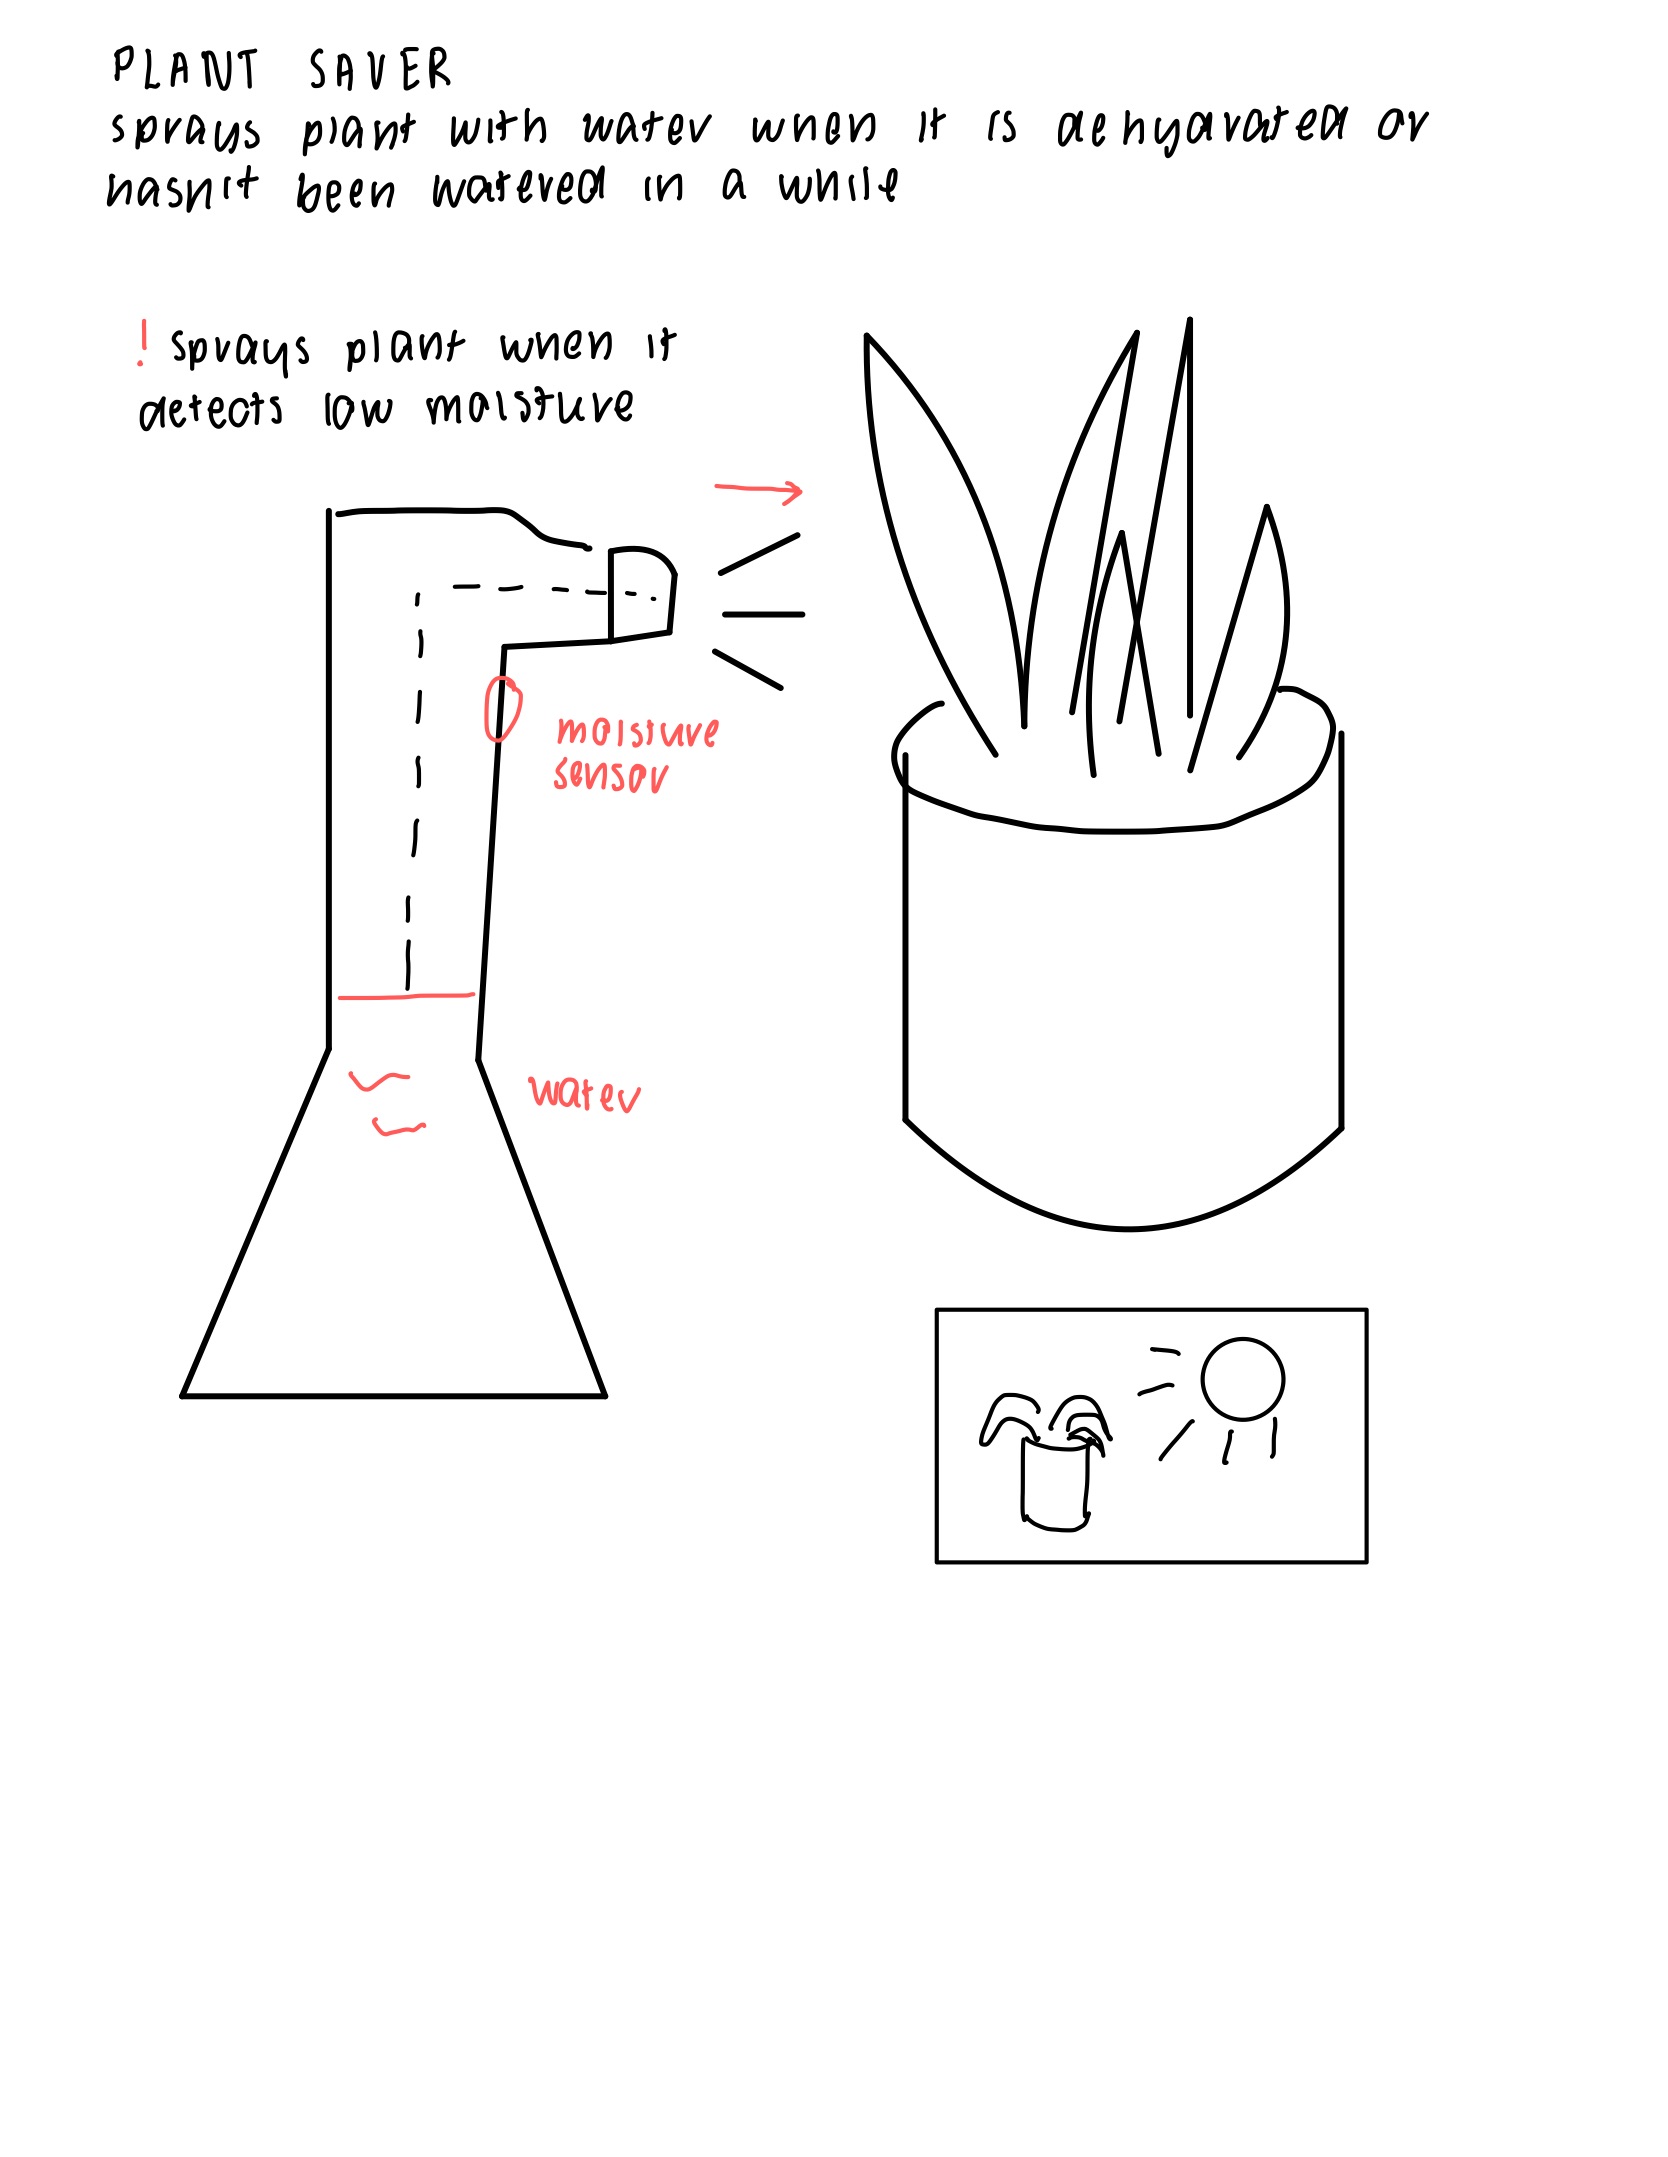 PLANT SAVER
sprays plant with water when it is dehydrated or
hasn't been watered in a while
! sprays plant when it
detects low moisture
moisture
sensor
water